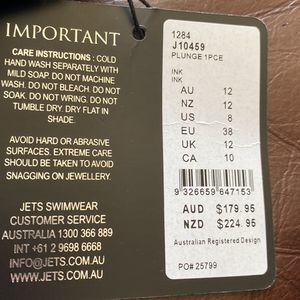 IMPORTANT
CARE INSTRUCTIONS : COLD
HAND WASH SEPARATELY WITH
MILD SOAP. DO NOT MACHINE
WASH. DO NOT BLEACH. DO NOT
SOAK. DO NOT WRING. DO NOT
TUMBLE DRY. DRY FLAT IN
SHADE.
AVOID HARD OR ABRASIVE
SURFACES. EXTREME CARE
SHOULD BE TAKEN TO AVOID
SNAGGING ON JEWELLERY.
JETS SWIMWEAR
CUSTOMER SERVICE
AUSTRALIA 1300 366 889
INT +61 2 9698 6668
INFO@JETS.COM.AU
WWW.JETS.COM.AU
1284
J10459
PLUNGE 1PCE
INK
INK
AU 12
NZ 12
US 8
EU 38
UK 12
CA 10
9 326659 647153
AUD $179.95
NZD $224.95
Australian Registered Design
PO# 25799